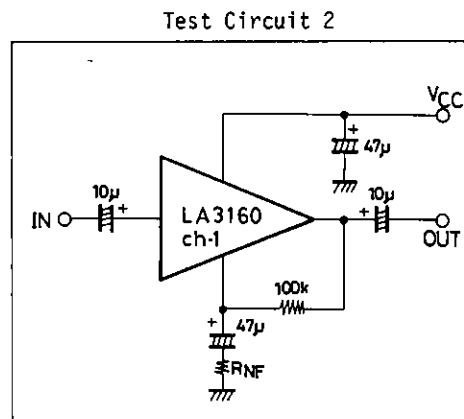 Test Circuit 2
VCC
+
47μ
10μ
+
IN
LA3160
ch-1
+
10μ
OUT
100k
+
47μ
RNF